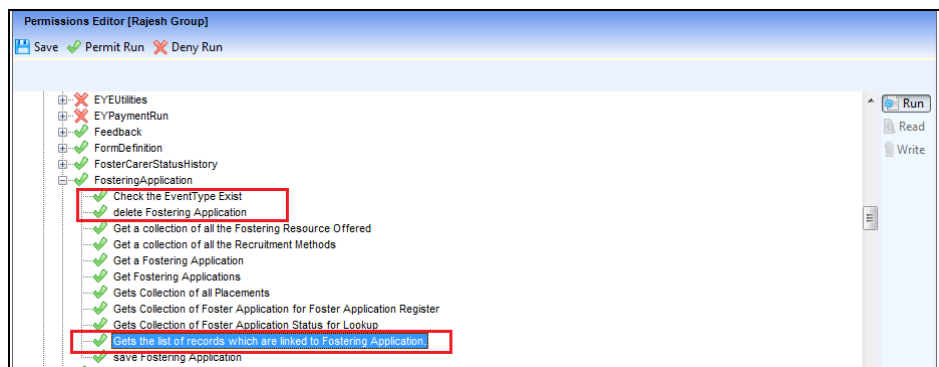 Permissions Editor [Rajesh Group]
Save Permit Run Deny Run
EYEUtilities
EYPaymentRun
Feedback
FormDefinition
FosterCarerStatusHistory
FosteringApplication
Check the EventType Exist
delete Fostering Application
Get a collection of all the Fostering Resource Offered
Get a collection of all the Recruitment Methods
Get a Fostering Application
Get Fostering Applications
Gets Collection of all Placements
Gets Collection of Foster Application for Foster Application Register
Gets Collection of Foster Application Status for Lookup
Gets the list of records which are linked to Fostering Application.
save Fostering Application
Run
Read
Write